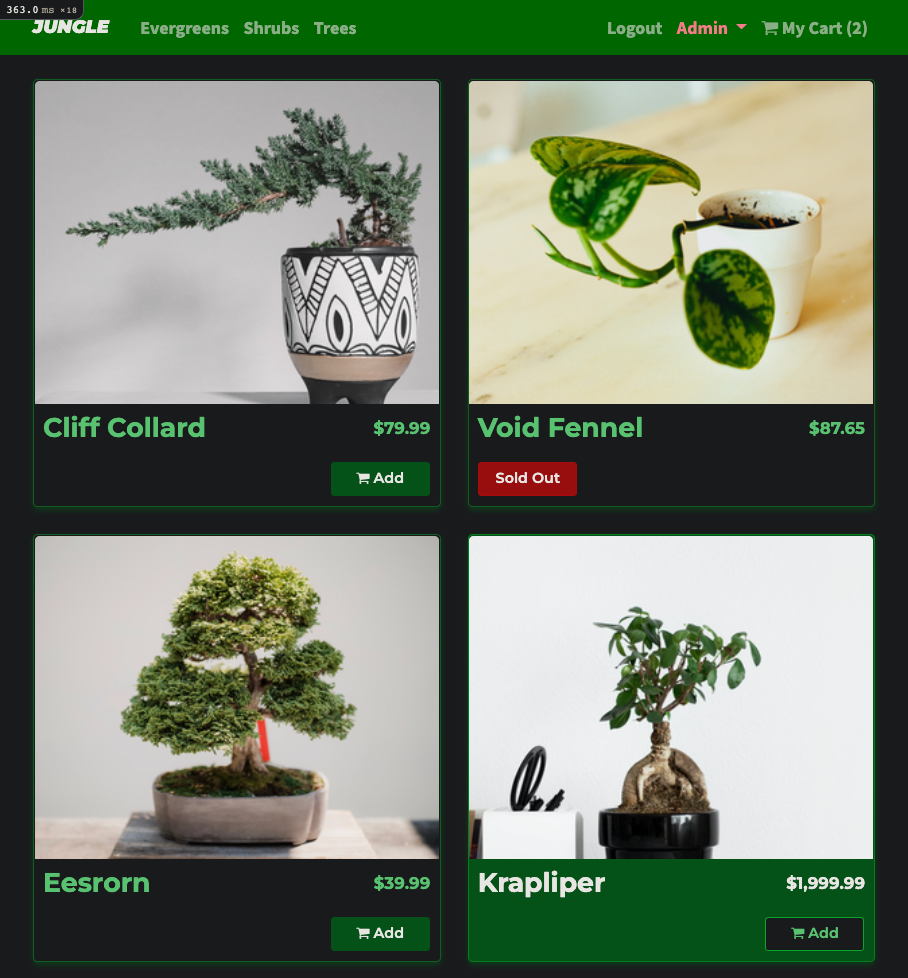 363.0 ms ×18
JUNGLE Evergreens Shrubs Trees Logout Admin My Cart (2)
Cliff Collard $79.99
Add
Void Fennel $87.65
Sold Out
Eesrorn $39.99
Add
Krapliper $1,999.99
Add